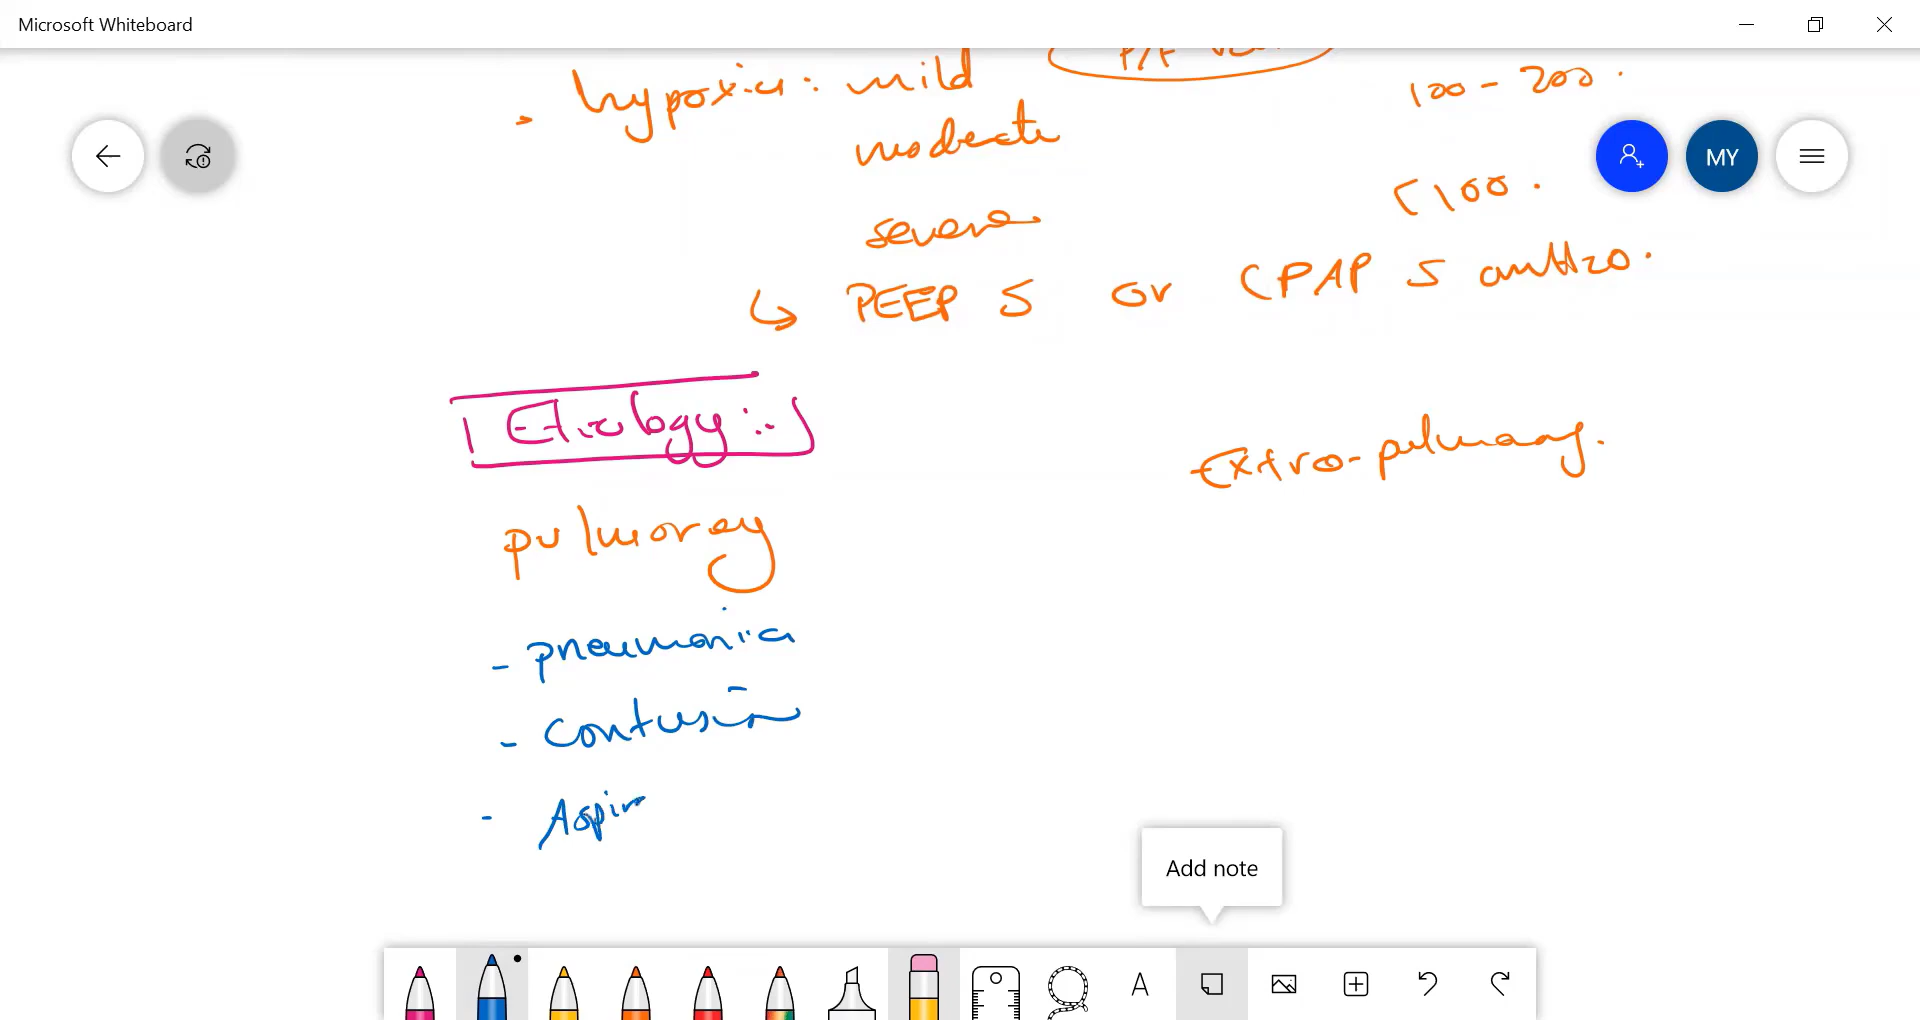 Microsoft Whiteboard
P/F
hypoxia: mild
100 - 200.
moderate
MY
<100.
severe
↳ PEEP 5 or CPAP 5 cmH20.
Etiology :-
Extra-pulmonary.
pulmonary
- pneumonia
- contusion
- Aspir
Add note
A